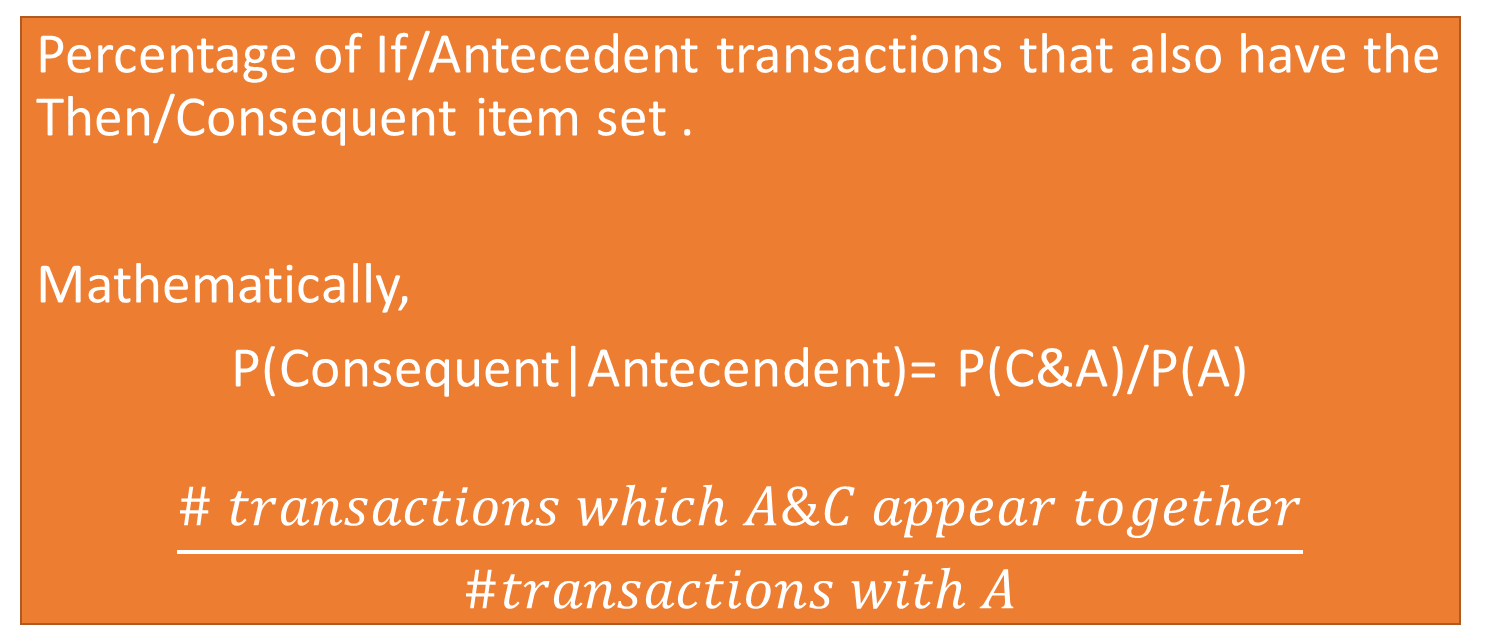 Percentage of If/Antecedent transactions that also have the
Then/Consequent item set .
Mathematically,
P(Consequent|Antecendent)= P(C&A)/P(A)
# transactions which A&C appear together
#transactions with A